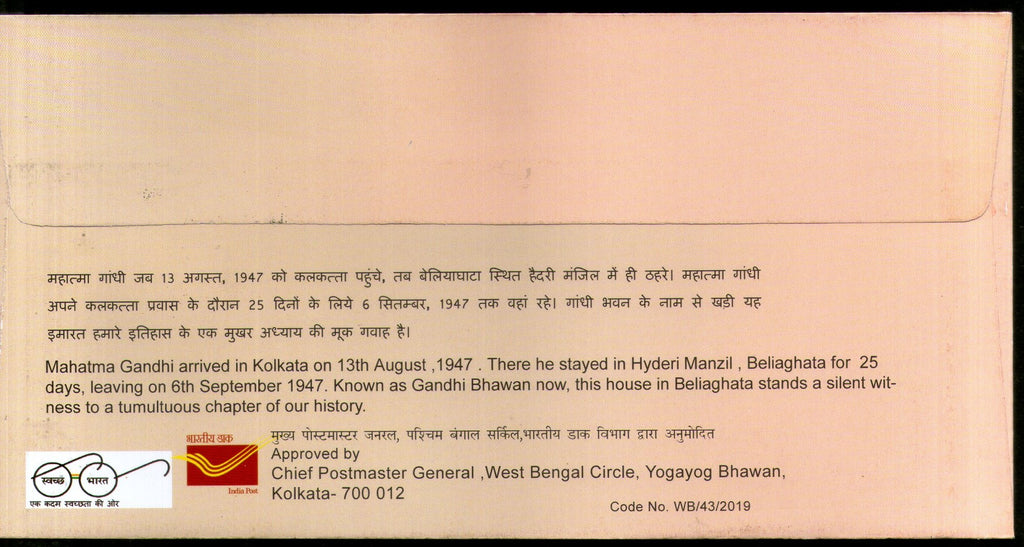 महात्मा गांधी जब 13 अगस्त, 1947 को कलकत्ता पहुंचे, तब बेलियाघाटा स्थित हैदरी मंजिल में ही ठहरे। महात्मा गांधी
अपने कलकत्ता प्रवास के दौरान 25 दिनों के लिये 6 सितम्बर, 1947 तक वहां रहे। गांधी भवन के नाम से खड़ी यह
इमारत हमारे इतिहास के एक मुखर अध्याय की मूक गवाह है।
Mahatma Gandhi arrived in Kolkata on 13th August ,1947 . There he stayed in Hyderi Manzil , Beliaghata for 25
days, leaving on 6th September 1947. Known as Gandhi Bhawan now, this house in Beliaghata stands a silent wit-
ness to a tumultuous chapter of our history.
स्वच्छ भारत
एक कदम स्वच्छता की ओर
भारतीय डाक
India Post
मुख्य पोस्टमास्टर जनरल, पश्चिम बंगाल सर्किल,भारतीय डाक विभाग द्वारा अनुमोदित
Approved by
Chief Postmaster General ,West Bengal Circle, Yogayog Bhawan,
Kolkata- 700 012
Code No. WB/43/2019